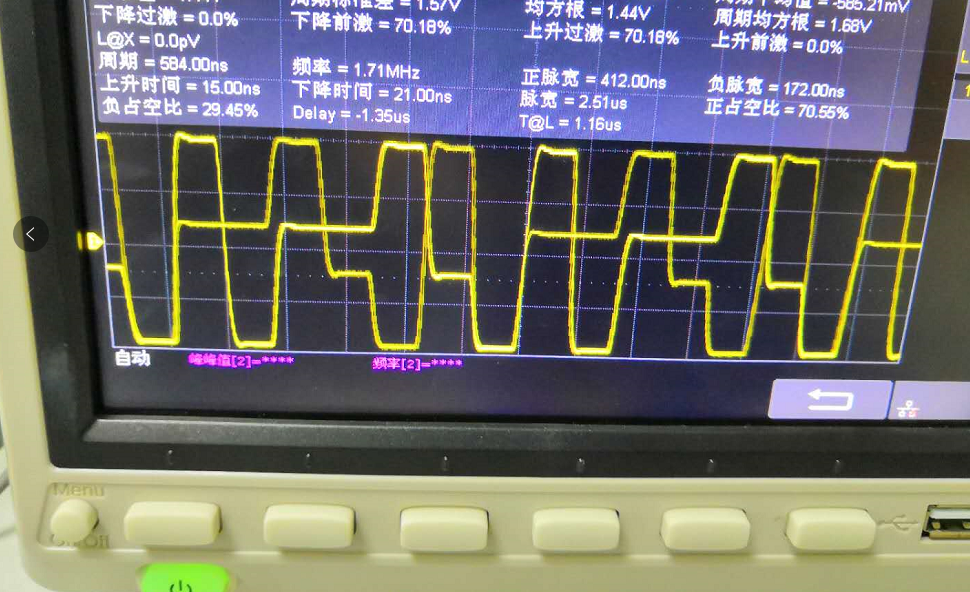 周期标准差 = 1.57V
均方根 = 1.44V
-585.21mV
下降过激 = 0.0%
下降前激 = 70.18%
上升过激 = 70.18%
周期均方根 = 1.68V
上升前激 = 0.0%
L@X = 0.0pV
周期 = 584.00ns
频率 = 1.71MHz
正脉宽 = 412.00ns
负脉宽 = 172.00ns
上升时间 = 15.00ns
下降时间 = 21.00ns
脉宽 = 2.51us
正占空比 = 70.55%
负占空比 = 29.45%
Delay = -1.35us
T@L = 1.16us
自动
峰峰值[2]=****
频率[2]=****
Menu
ON/Off